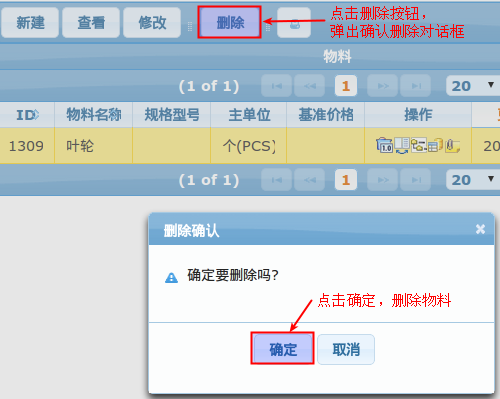 新建 查看 修改 删除 点击删除按钮，
弹出确认删除对话框
物料
(1 of 1) 1 20
ID 物料名称 规格型号 主单位 基准价格 操作
1309 叶轮 个(PCS) 20
(1 of 1) 1 20
删除确认
确定要删除吗?
点击确定，删除物料
确定 取消